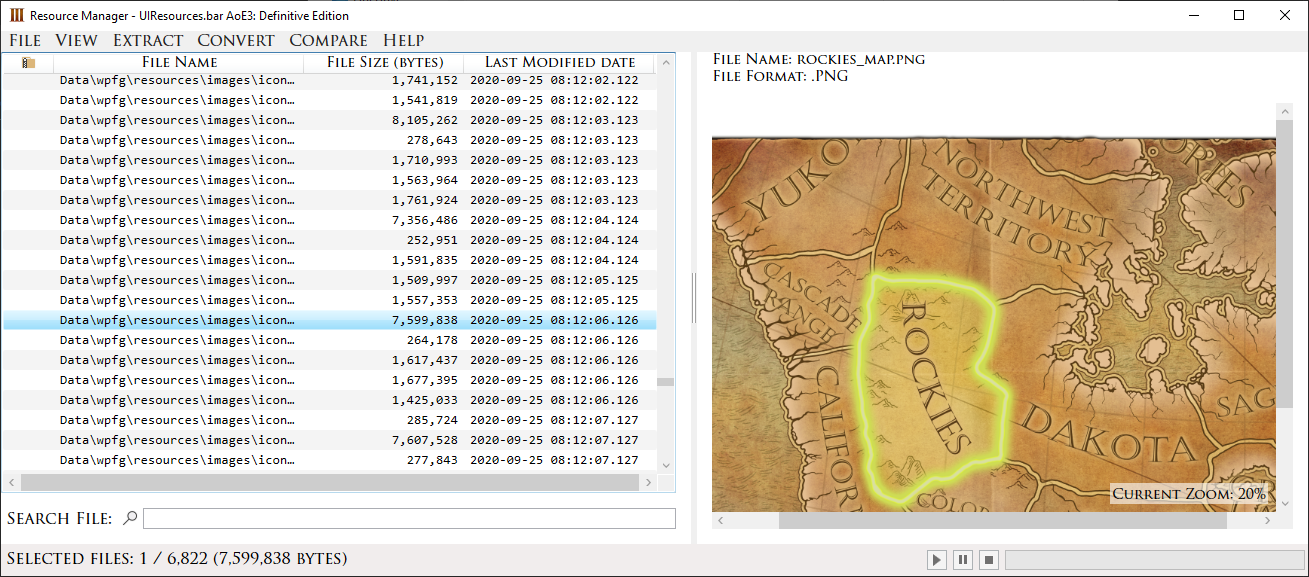 Resource Manager - UIResources.bar AoE3: Definitive Edition
File View Extract Convert Compare Help
File Name File Size (bytes) Last Modified date
Data\wpfg\resources\images\icon… 1,741,152 2020-09-25 08:12:02.122
Data\wpfg\resources\images\icon… 1,541,819 2020-09-25 08:12:02.122
Data\wpfg\resources\images\icon… 8,105,262 2020-09-25 08:12:03.123
Data\wpfg\resources\images\icon… 278,643 2020-09-25 08:12:03.123
Data\wpfg\resources\images\icon… 1,710,993 2020-09-25 08:12:03.123
Data\wpfg\resources\images\icon… 1,563,964 2020-09-25 08:12:03.123
Data\wpfg\resources\images\icon… 1,761,924 2020-09-25 08:12:03.123
Data\wpfg\resources\images\icon… 7,356,486 2020-09-25 08:12:04.124
Data\wpfg\resources\images\icon… 252,951 2020-09-25 08:12:04.124
Data\wpfg\resources\images\icon… 1,591,835 2020-09-25 08:12:04.124
Data\wpfg\resources\images\icon… 1,509,997 2020-09-25 08:12:05.125
Data\wpfg\resources\images\icon… 1,557,353 2020-09-25 08:12:05.125
Data\wpfg\resources\images\icon… 7,599,838 2020-09-25 08:12:06.126
Data\wpfg\resources\images\icon… 264,178 2020-09-25 08:12:06.126
Data\wpfg\resources\images\icon… 1,617,437 2020-09-25 08:12:06.126
Data\wpfg\resources\images\icon… 1,677,395 2020-09-25 08:12:06.126
Data\wpfg\resources\images\icon… 1,425,033 2020-09-25 08:12:06.126
Data\wpfg\resources\images\icon… 285,724 2020-09-25 08:12:07.127
Data\wpfg\resources\images\icon… 7,607,528 2020-09-25 08:12:07.127
Data\wpfg\resources\images\icon… 277,843 2020-09-25 08:12:07.127
Search File:
Selected files: 1 / 6,822 (7,599,838 bytes)
File Name: rockies_map.png
File Format: .PNG
YUKO
NORTHWEST
TERRITORY
ORIES
CASCADE
RANGE
ROCKIES
CALIFOR
DAKOTA
SAG
COLOR
Current Zoom: 20%